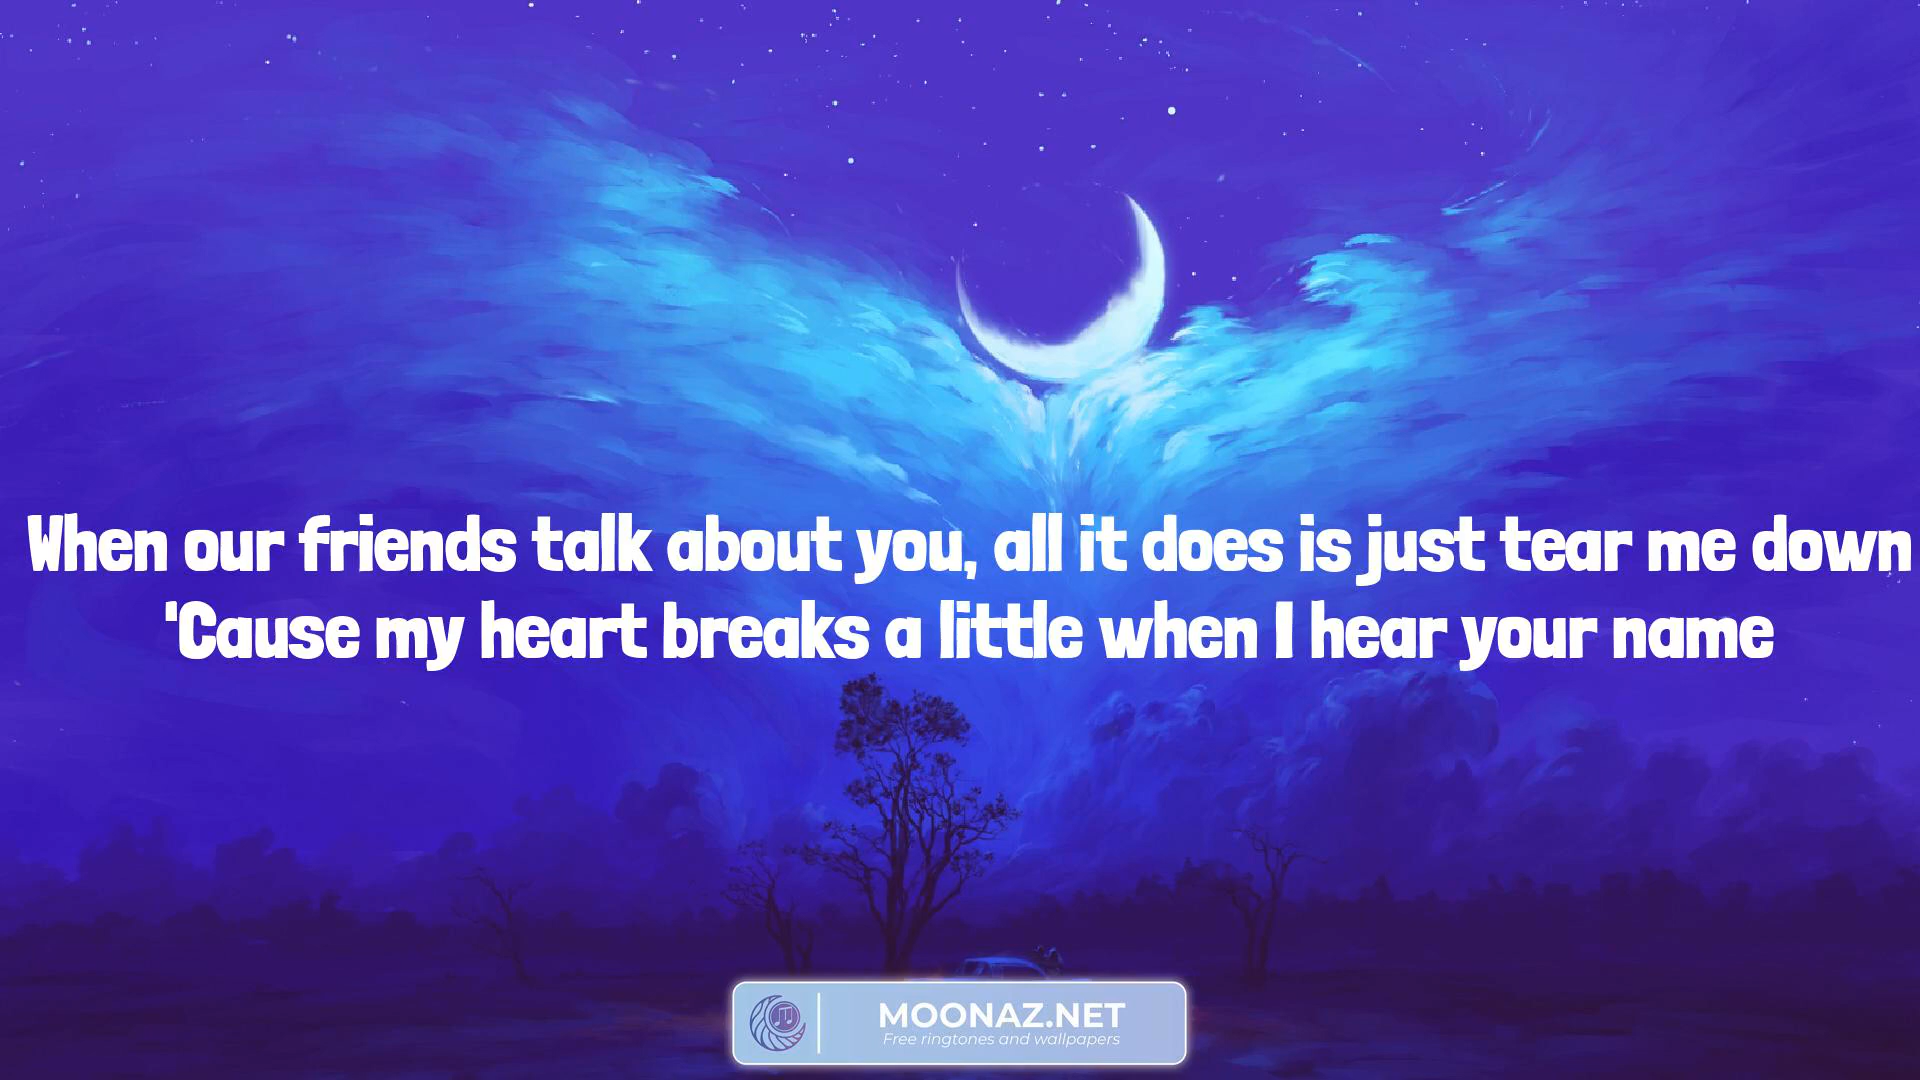 When our friends talk about you, all it does is just tear me down
'Cause my heart breaks a little when I hear your name
MOONAZ.NET
Free ringtones and wallpapers